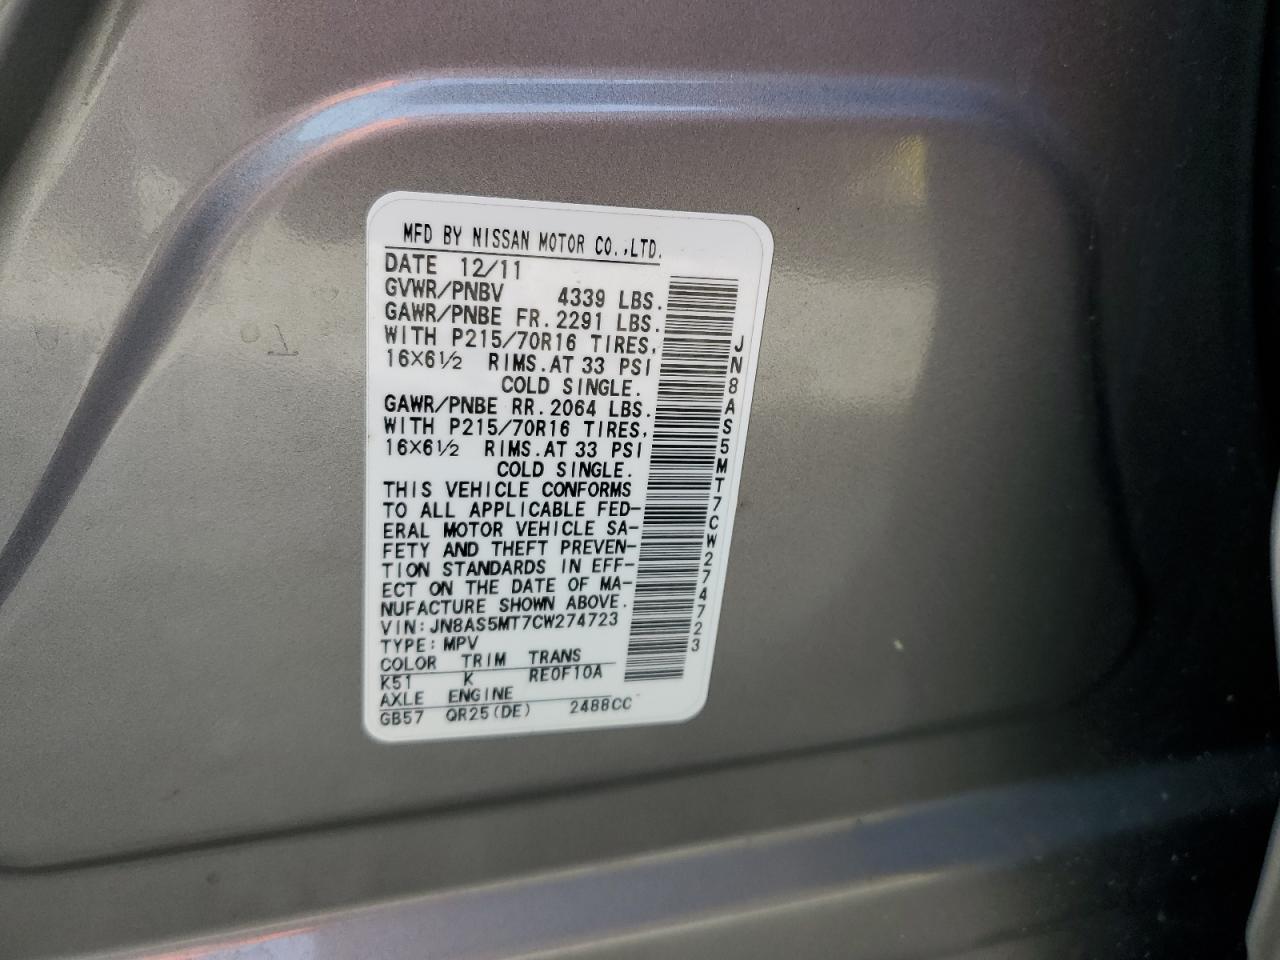 MFD BY NISSAN MOTOR CO.,LTD.
DATE 12/11
GVWR/PNBV 4339 LBS.
GAWR/PNBE FR.2291 LBS.
WITH P215/70R16 TIRES,
16X6½ RIMS.AT 33 PSI
COLD SINGLE.
GAWR/PNBE RR.2064 LBS.
WITH P215/70R16 TIRES,
16X6½ RIMS.AT 33 PSI
COLD SINGLE.
THIS VEHICLE CONFORMS
TO ALL APPLICABLE FED-
ERAL MOTOR VEHICLE SA-
FETY AND THEFT PREVEN-
TION STANDARDS IN EFF-
ECT ON THE DATE OF MA-
NUFACTURE SHOWN ABOVE.
VIN:JN8AS5MT7CW274723
TYPE:MPV
COLOR TRIM TRANS
K51 K RE0F10A
AXLE ENGINE
GB57 QR25(DE) 2488CC
JN8AS5MT7CW274723